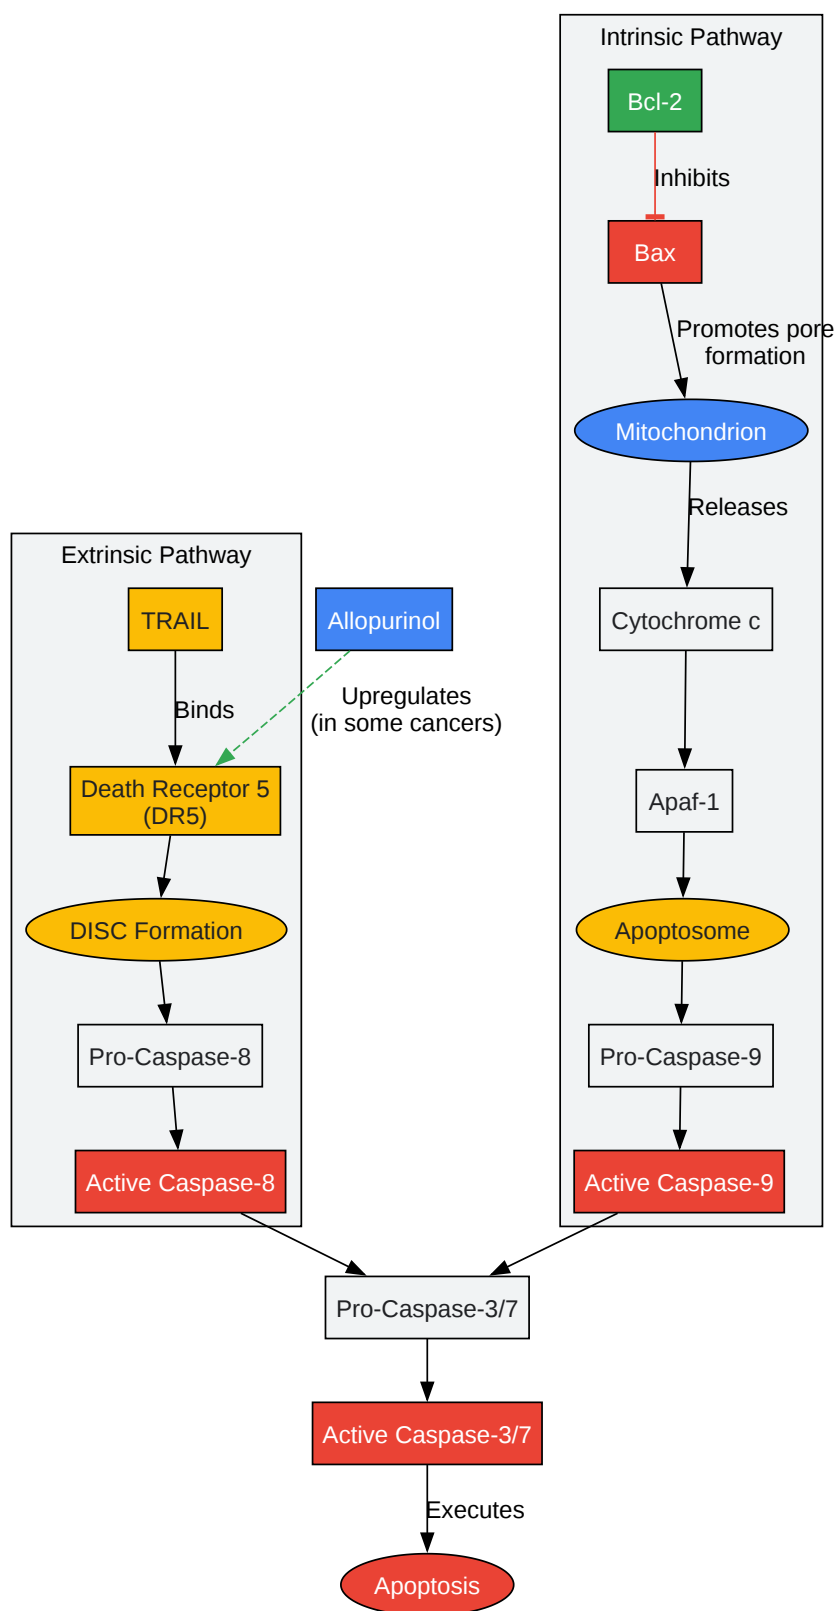 Intrinsic Pathway
Bcl-2
Inhibits
Bax
Promotes pore
formation
Mitochondrion
Releases
Cytochrome c
Apaf-1
Apoptosome
Pro-Caspase-9
Active Caspase-9
Extrinsic Pathway
TRAIL
Allopurinol
Binds
Upregulates
(in some cancers)
Death Receptor 5
(DR5)
DISC Formation
Pro-Caspase-8
Active Caspase-8
Pro-Caspase-3/7
Active Caspase-3/7
Executes
Apoptosis